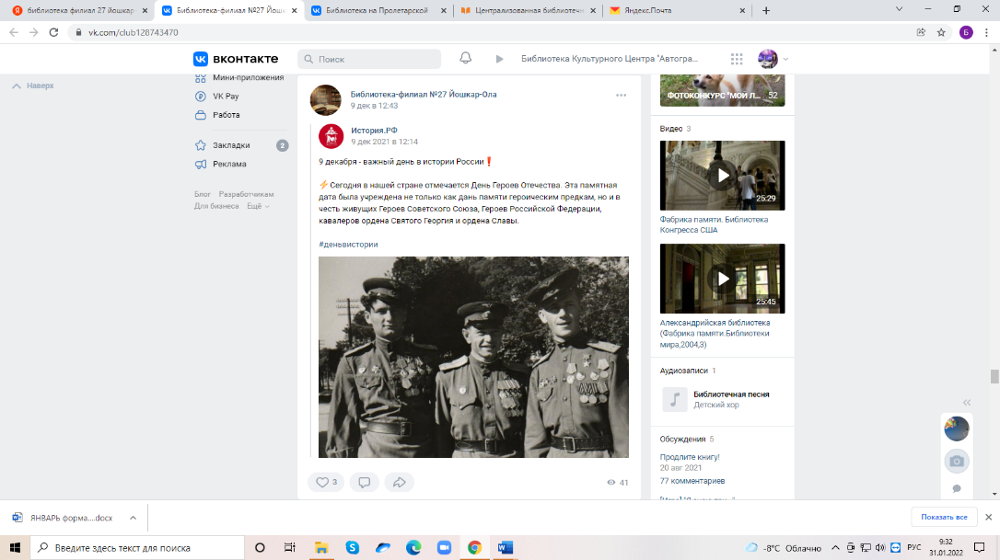 библиотека филиал 27 йошкар-
Библиотека-филиал №27 Йошк
Библиотека на Пролетарской
Централизованная библиотечн
Яндекс.Почта
vk.com/club128743470
Б
вконтакте
Поиск
Библиотека Культурного Центра "Автогра...
Наверх
Мини-приложения
VK Pay
Работа
Закладки 2
Реклама
Блог Разработчикам
Для бизнеса Ещё
Библиотека-филиал №27 Йошкар-Ола
9 дек в 12:43
История.РФ
9 дек 2021 в 12:14
9 декабря - важный день в истории России❗
⚡Сегодня в нашей стране отмечается День Героев Отечества. Эта памятная
дата была учреждена не только как дань памяти героическим предкам, но и в
честь живущих Героев Советского Союза, Героев Российской Федерации,
кавалеров ордена Святого Георгия и ордена Славы.
#деньвистории
3
41
ФОТОКОНКУРС "МОЙ Л... 52
Видео 3
25:29
Фабрика памяти. Библиотека
Конгресса США
25:45
Александрийская библиотека
(Фабрика памяти.Библиотеки
мира,2004,3)
Аудиозаписи 1
Библиотечная песня
Детский хор
Обсуждения 5
Продлите книгу!
20 авг 2021
77 комментариев
ЯНВАРЬ форма....docx
Показать все
Введите здесь текст для поиска
-8°C Облачно
РУС
9:32
31.01.2022